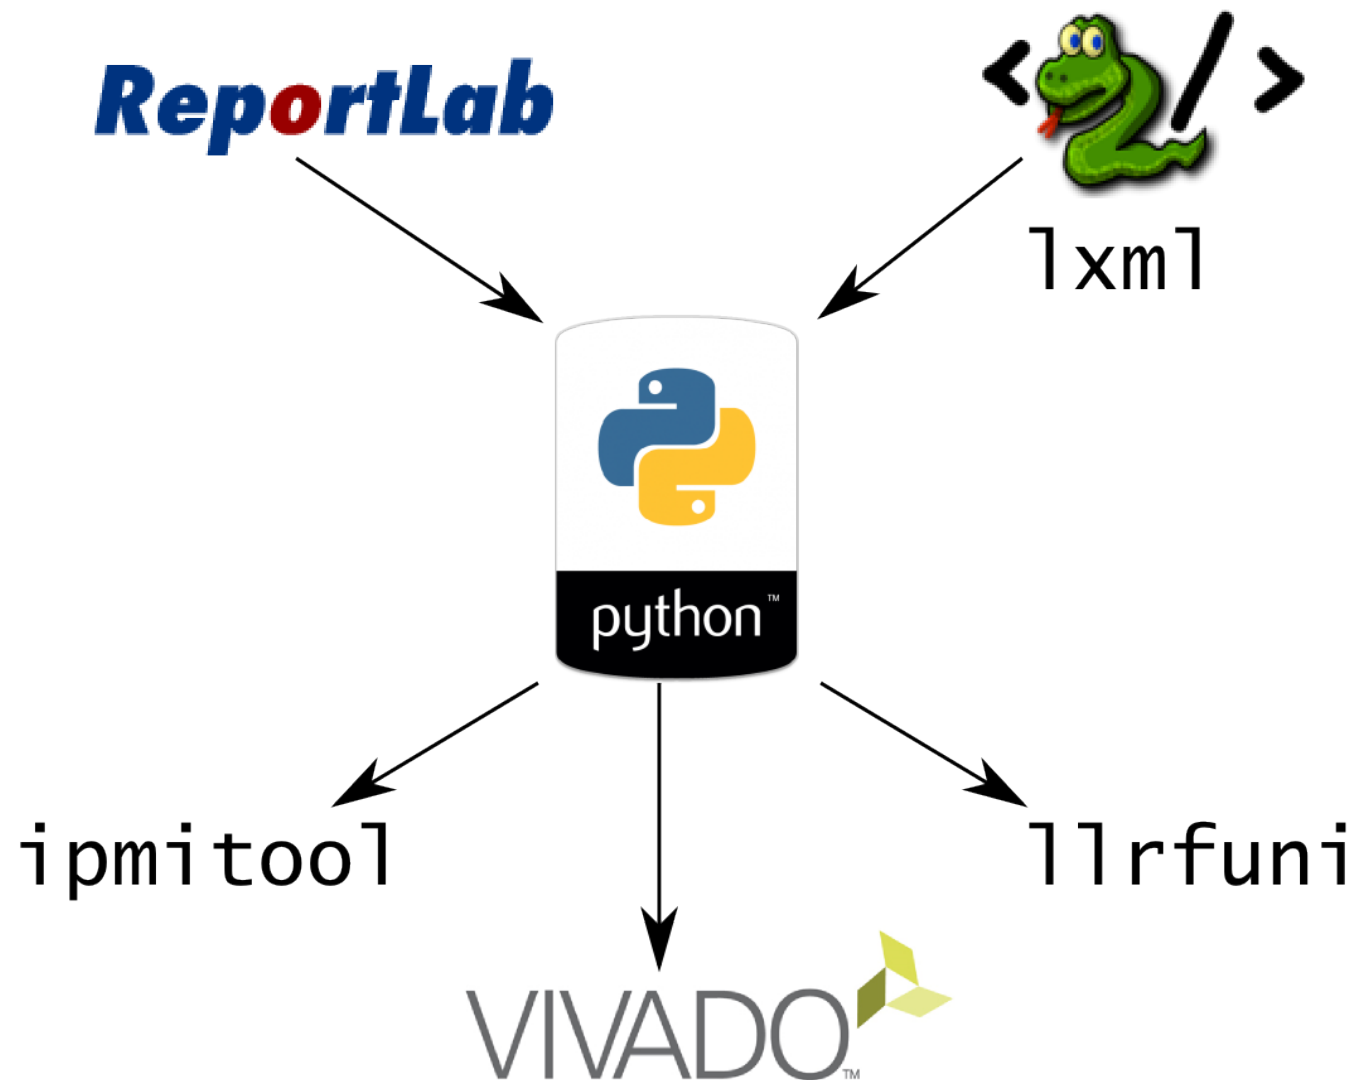 ReportLab
< />
lxml
python™
ipmitool
llrfuni
VIVADO™